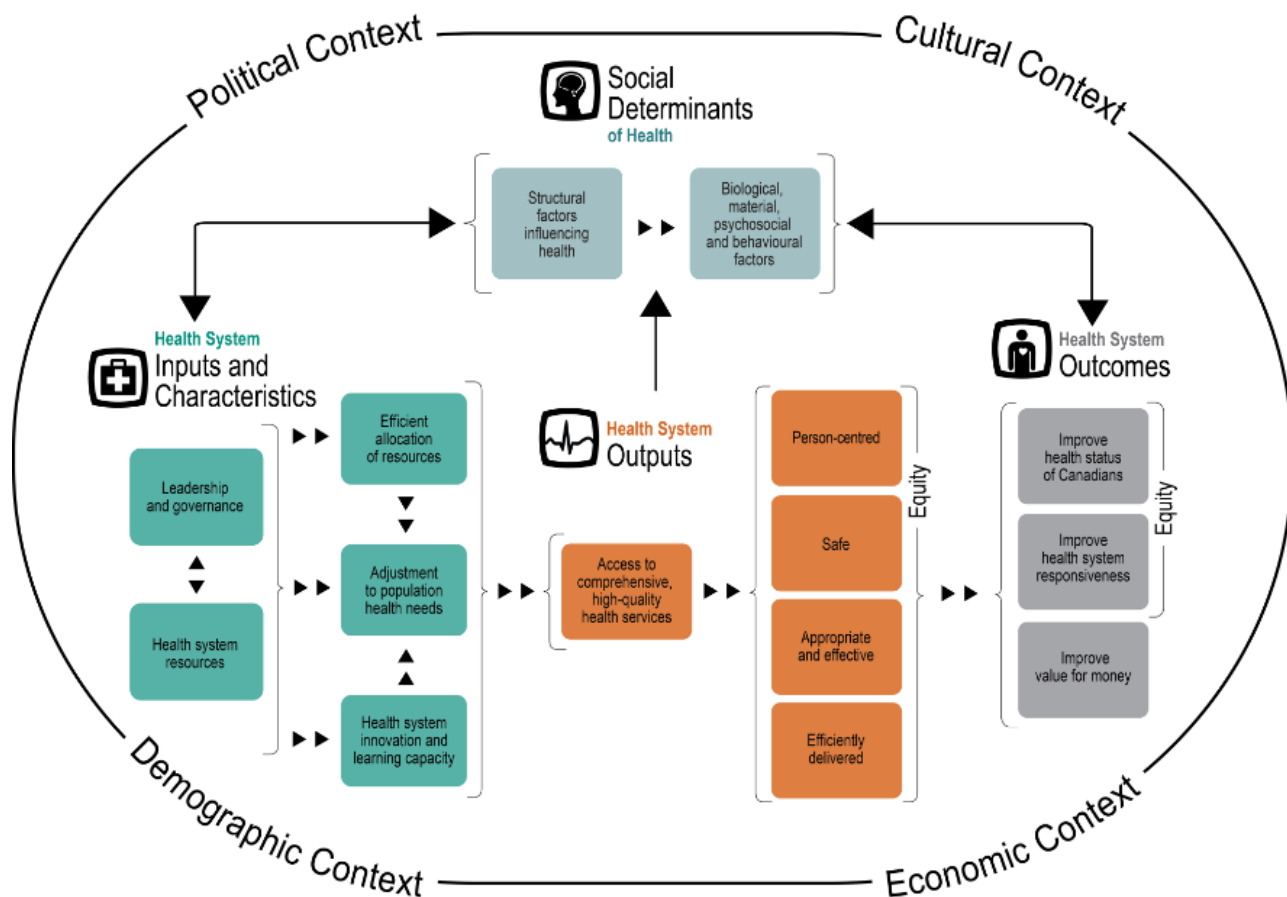 Political Context
Cultural Context
Social
Determinants
of Health
Structural
factors
influencing
health
Biological,
material,
psychosocial
and behavioural
factors
Health System
Inputs and
Characteristics
Leadership
and governance
Health system
resources
Efficient
allocation
of resources
Adjustment
to population
health needs
Health system
innovation and
learning capacity
Health System
Outputs
Access to
comprehensive,
high-quality
health services
Person-centred
Safe
Appropriate
and effective
Efficiently
delivered
Equity
Health System
Outcomes
Improve
health status
of Canadians
Improve
health system
responsiveness
Equity
Improve
value for money
Demographic Context
Economic Context